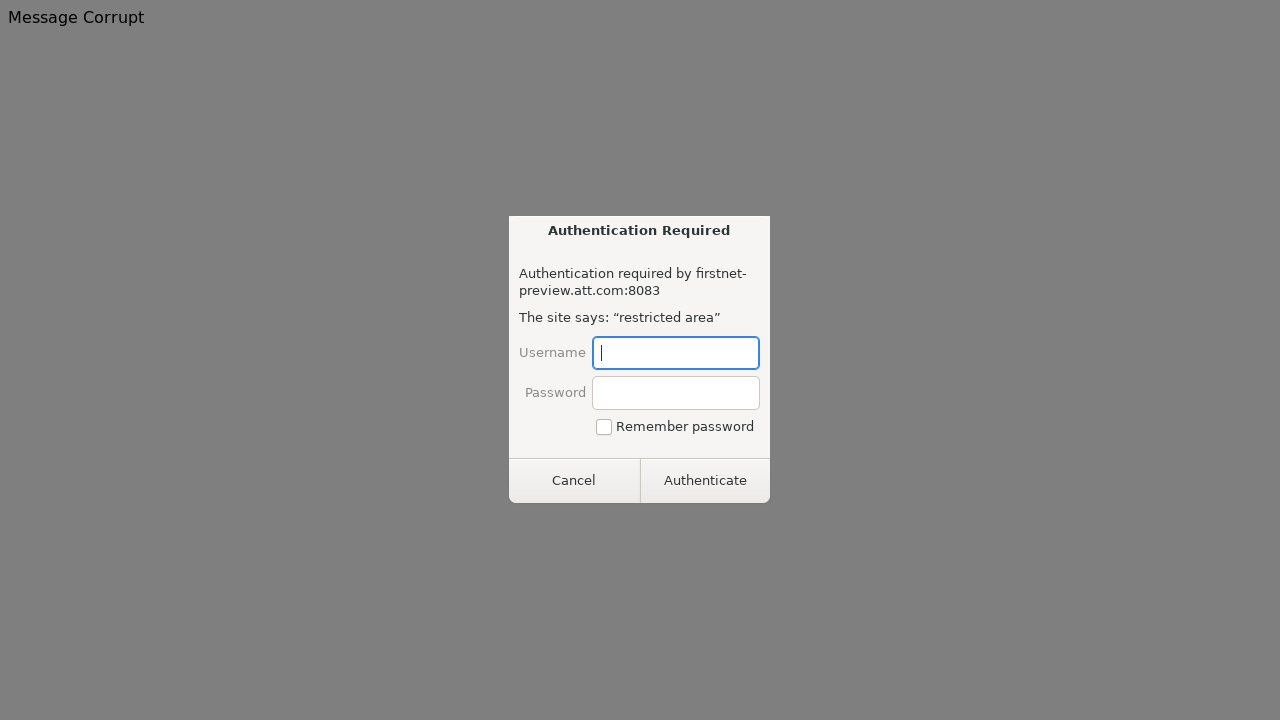 Message Corrupt
Authentication Required
Authentication required by firstnet-
preview.att.com:8083
The site says: “restricted area”
Username
Password
Remember password
Cancel
Authenticate